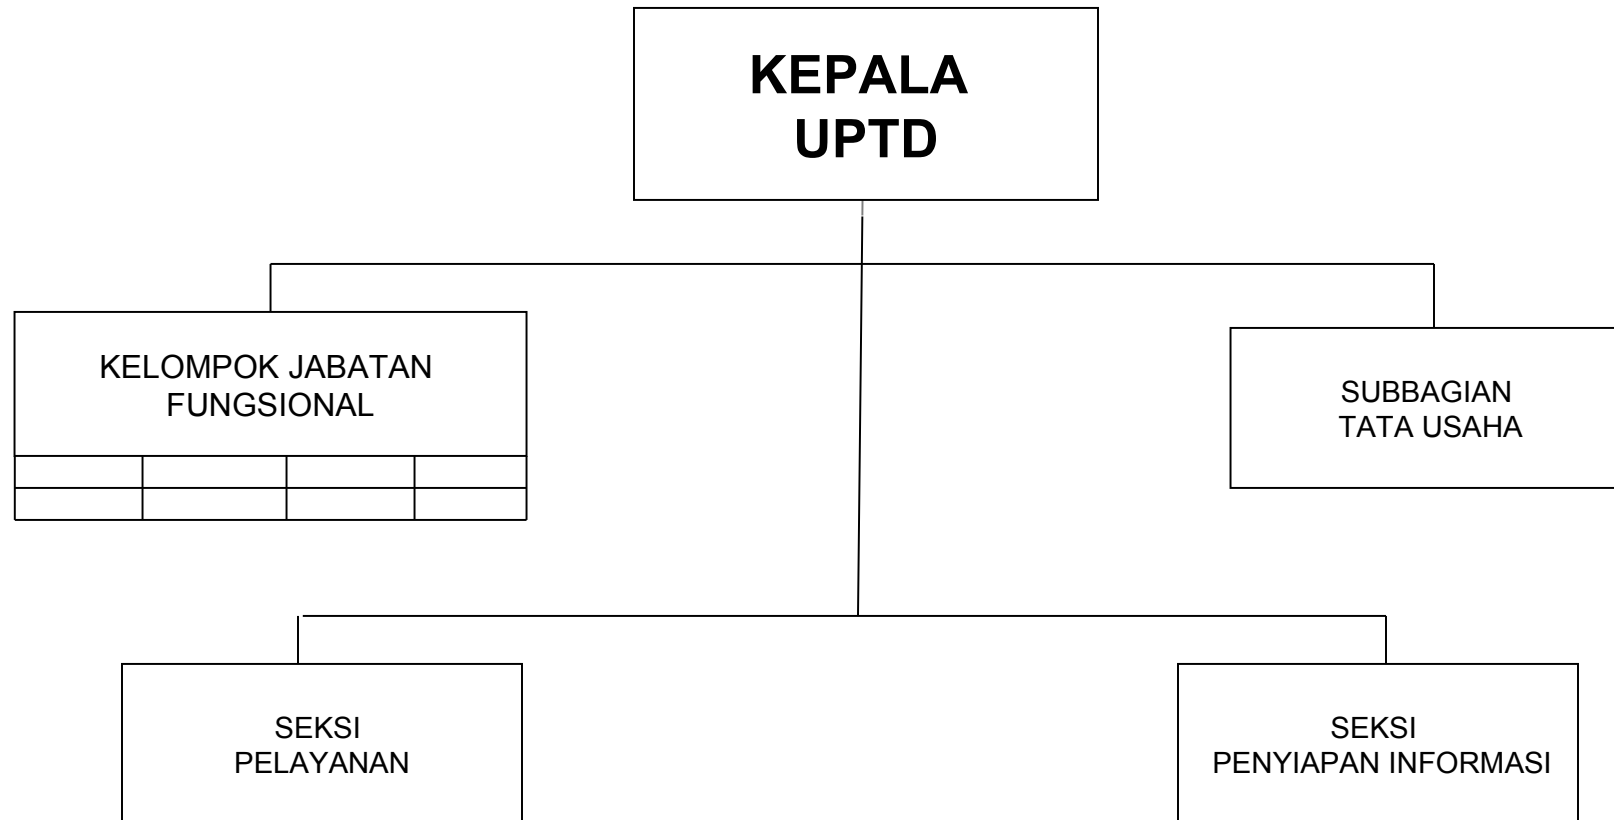 KEPALA
UPTD
KELOMPOK JABATAN
FUNGSIONAL
SUBBAGIAN
TATA USAHA
SEKSI
PELAYANAN
SEKSI
PENYIAPAN INFORMASI